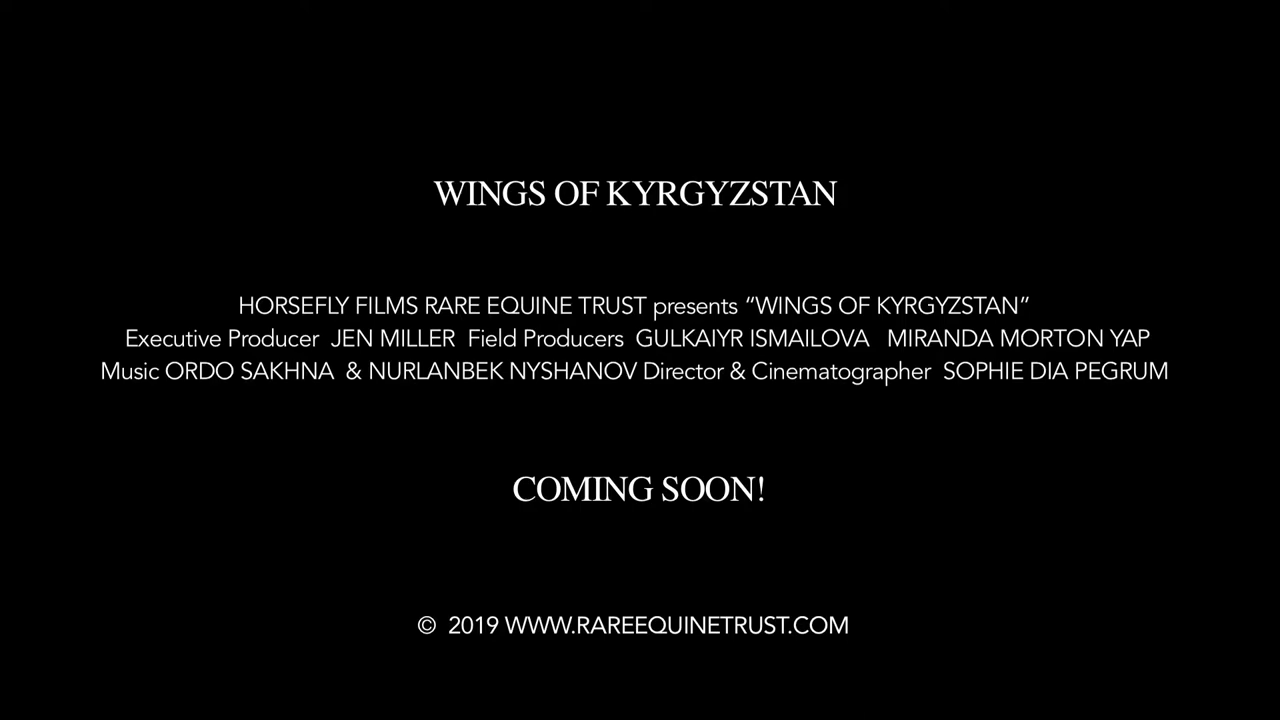 WINGS OF KYRGYZSTAN
HORSEFLY FILMS RARE EQUINE TRUST presents “WINGS OF KYRGYZSTAN”
Executive Producer JEN MILLER Field Producers GULKAIYR ISMAILOVA MIRANDA MORTON YAP
Music ORDO SAKHNA & NURLANBEK NYSHANOV Director & Cinematographer SOPHIE DIA PEGRUM
COMING SOON!
© 2019 WWW.RAREEQUINETRUST.COM